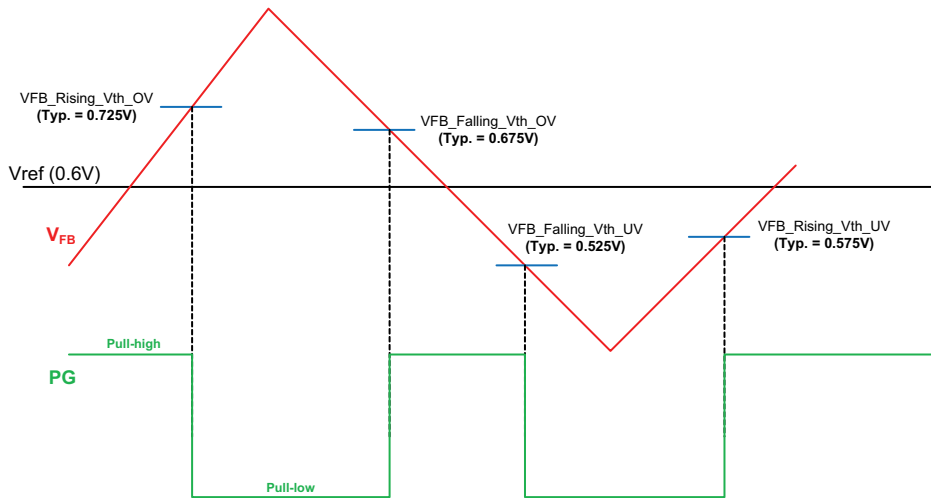 VFB_Rising_Vth_OV
(Typ. = 0.725V)
VFB_Falling_Vth_OV
(Typ. = 0.675V)
Vref (0.6V)
VFB
VFB_Falling_Vth_UV
(Typ. = 0.525V)
VFB_Rising_Vth_UV
(Typ. = 0.575V)
Pull-high
PG
Pull-low